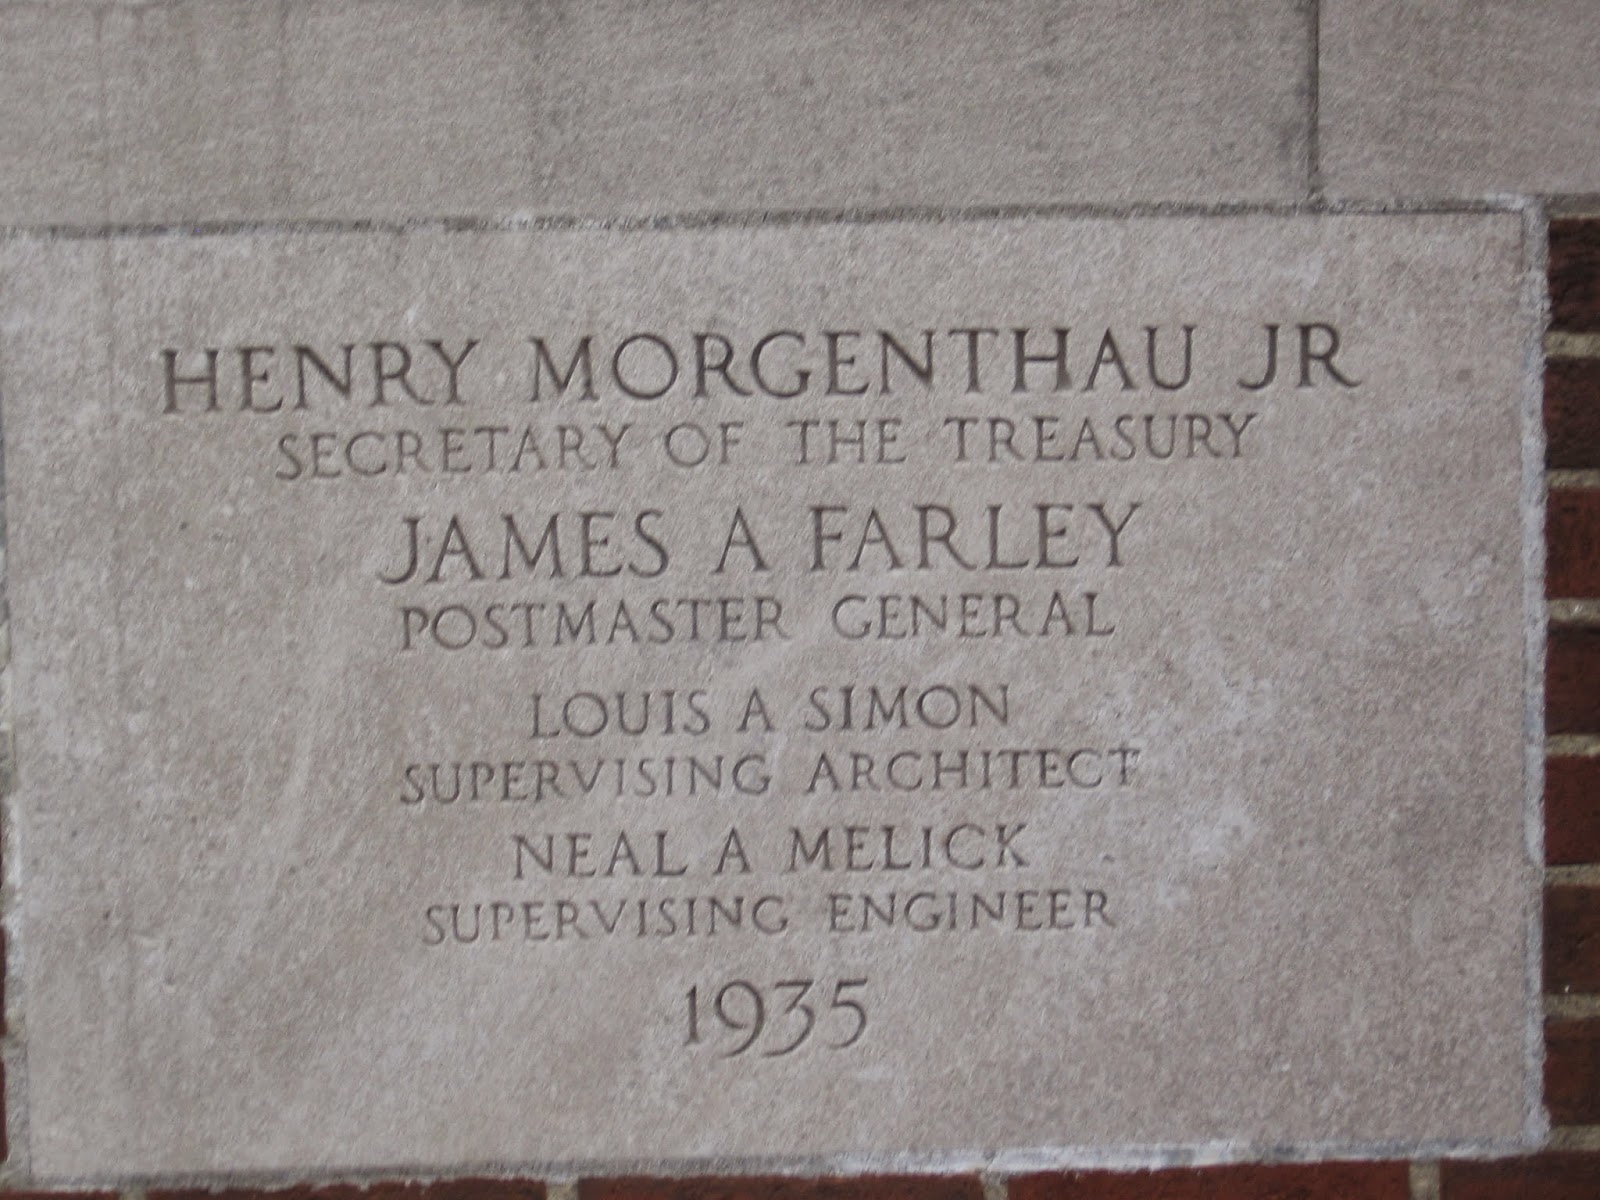 HENRY MORGENTHAU JR
SECRETARY OF THE TREASURY
JAMES A FARLEY
POSTMASTER GENERAL
LOUIS A SIMON
SUPERVISING ARCHITECT
NEAL A MELICK
SUPERVISING ENGINEER
1935